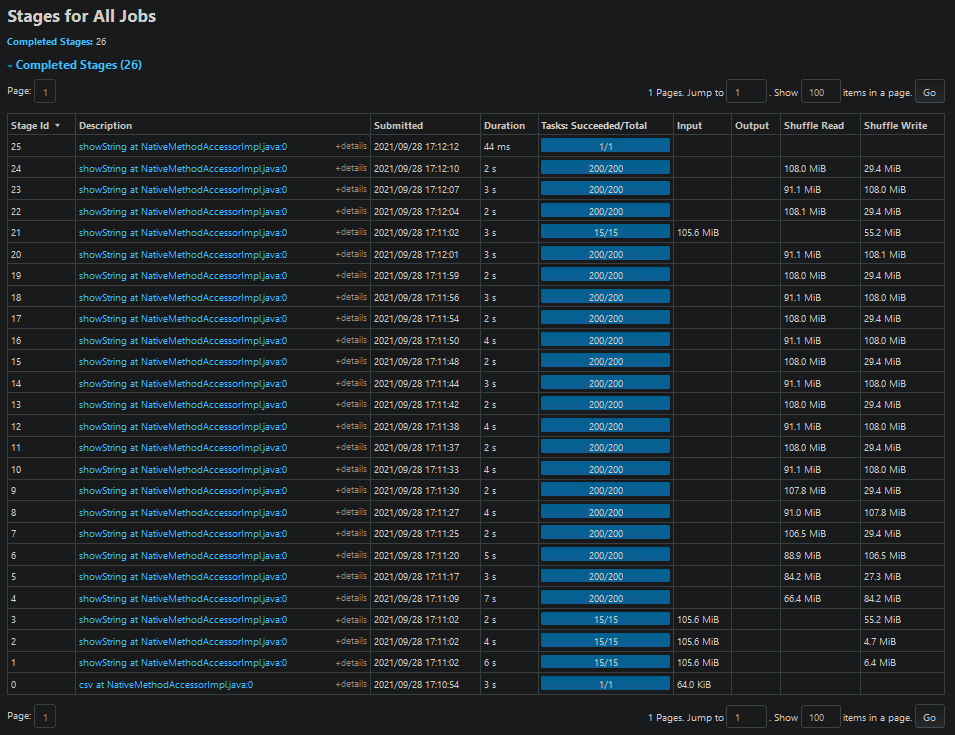 Stages for All Jobs
Completed Stages: 26
Completed Stages (26)
Page: 1 1 Pages. Jump to 1 . Show 100 items in a page. Go
Stage Id Description Submitted Duration Tasks: Succeeded/Total Input Output Shuffle Read Shuffle Write
25 showString at NativeMethodAccessorImpl.java:0 +details 2021/09/28 17:12:12 44 ms 1/1
24 showString at NativeMethodAccessorImpl.java:0 +details 2021/09/28 17:12:10 2 s 200/200 108.0 MiB 29.4 MiB
23 showString at NativeMethodAccessorImpl.java:0 +details 2021/09/28 17:12:07 3 s 200/200 91.1 MiB 108.0 MiB
22 showString at NativeMethodAccessorImpl.java:0 +details 2021/09/28 17:12:04 2 s 200/200 108.1 MiB 29.4 MiB
21 showString at NativeMethodAccessorImpl.java:0 +details 2021/09/28 17:11:02 3 s 15/15 105.6 MiB 55.2 MiB
20 showString at NativeMethodAccessorImpl.java:0 +details 2021/09/28 17:12:01 3 s 200/200 91.1 MiB 108.1 MiB
19 showString at NativeMethodAccessorImpl.java:0 +details 2021/09/28 17:11:59 2 s 200/200 108.0 MiB 29.4 MiB
18 showString at NativeMethodAccessorImpl.java:0 +details 2021/09/28 17:11:56 3 s 200/200 91.1 MiB 108.0 MiB
17 showString at NativeMethodAccessorImpl.java:0 +details 2021/09/28 17:11:54 2 s 200/200 108.0 MiB 29.4 MiB
16 showString at NativeMethodAccessorImpl.java:0 +details 2021/09/28 17:11:50 4 s 200/200 91.1 MiB 108.0 MiB
15 showString at NativeMethodAccessorImpl.java:0 +details 2021/09/28 17:11:48 2 s 200/200 108.0 MiB 29.4 MiB
14 showString at NativeMethodAccessorImpl.java:0 +details 2021/09/28 17:11:44 3 s 200/200 91.1 MiB 108.0 MiB
13 showString at NativeMethodAccessorImpl.java:0 +details 2021/09/28 17:11:42 2 s 200/200 108.0 MiB 29.4 MiB
12 showString at NativeMethodAccessorImpl.java:0 +details 2021/09/28 17:11:38 4 s 200/200 91.1 MiB 108.0 MiB
11 showString at NativeMethodAccessorImpl.java:0 +details 2021/09/28 17:11:37 2 s 200/200 108.0 MiB 29.4 MiB
10 showString at NativeMethodAccessorImpl.java:0 +details 2021/09/28 17:11:33 4 s 200/200 91.1 MiB 108.0 MiB
9 showString at NativeMethodAccessorImpl.java:0 +details 2021/09/28 17:11:30 2 s 200/200 107.8 MiB 29.4 MiB
8 showString at NativeMethodAccessorImpl.java:0 +details 2021/09/28 17:11:27 4 s 200/200 91.0 MiB 107.8 MiB
7 showString at NativeMethodAccessorImpl.java:0 +details 2021/09/28 17:11:25 2 s 200/200 106.5 MiB 29.4 MiB
6 showString at NativeMethodAccessorImpl.java:0 +details 2021/09/28 17:11:20 5 s 200/200 88.9 MiB 106.5 MiB
5 showString at NativeMethodAccessorImpl.java:0 +details 2021/09/28 17:11:17 3 s 200/200 84.2 MiB 27.3 MiB
4 showString at NativeMethodAccessorImpl.java:0 +details 2021/09/28 17:11:09 7 s 200/200 66.4 MiB 84.2 MiB
3 showString at NativeMethodAccessorImpl.java:0 +details 2021/09/28 17:11:02 2 s 15/15 105.6 MiB 55.2 MiB
2 showString at NativeMethodAccessorImpl.java:0 +details 2021/09/28 17:11:02 4 s 15/15 105.6 MiB 4.7 MiB
1 showString at NativeMethodAccessorImpl.java:0 +details 2021/09/28 17:11:02 6 s 15/15 105.6 MiB 6.4 MiB
0 csv at NativeMethodAccessorImpl.java:0 +details 2021/09/28 17:10:54 3 s 1/1 64.0 KiB
Page: 1 1 Pages. Jump to 1 . Show 100 items in a page. Go